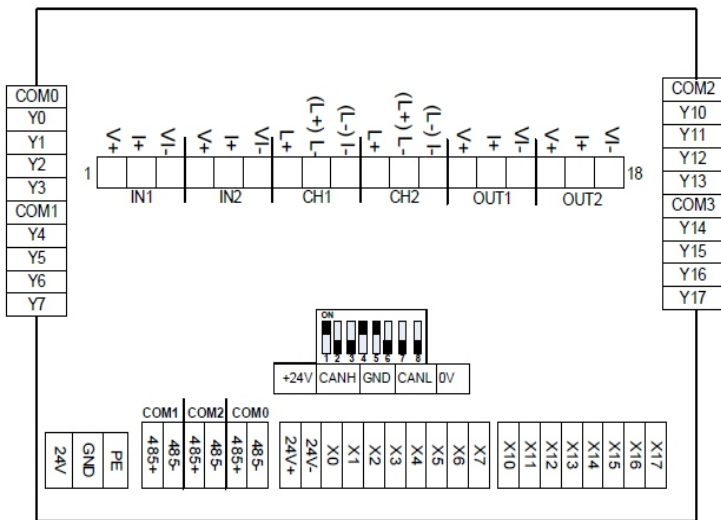 COM0
Y0
Y1
Y2
Y3
COM1
Y4
Y5
Y6
Y7
V+ I+ VI- V+ I+ VI- L+ (L+) L- (L-) I- L+ (L+) L- (L-) I- V+ I+ VI- V+ I+ VI-
1 18
IN1 IN2 CH1 CH2 OUT1 OUT2
COM2
Y10
Y11
Y12
Y13
COM3
Y14
Y15
Y16
Y17
ON
1 2 3 4 5 6 7 8
+24V CANH GND CANL 0V
COM1 COM2 COM0
24V GND PE
485+ 485- 485+ 485- 485+ 485-
24V+ 24V- X0 X1 X2 X3 X4 X5 X6 X7
X10 X11 X12 X13 X14 X15 X16 X17